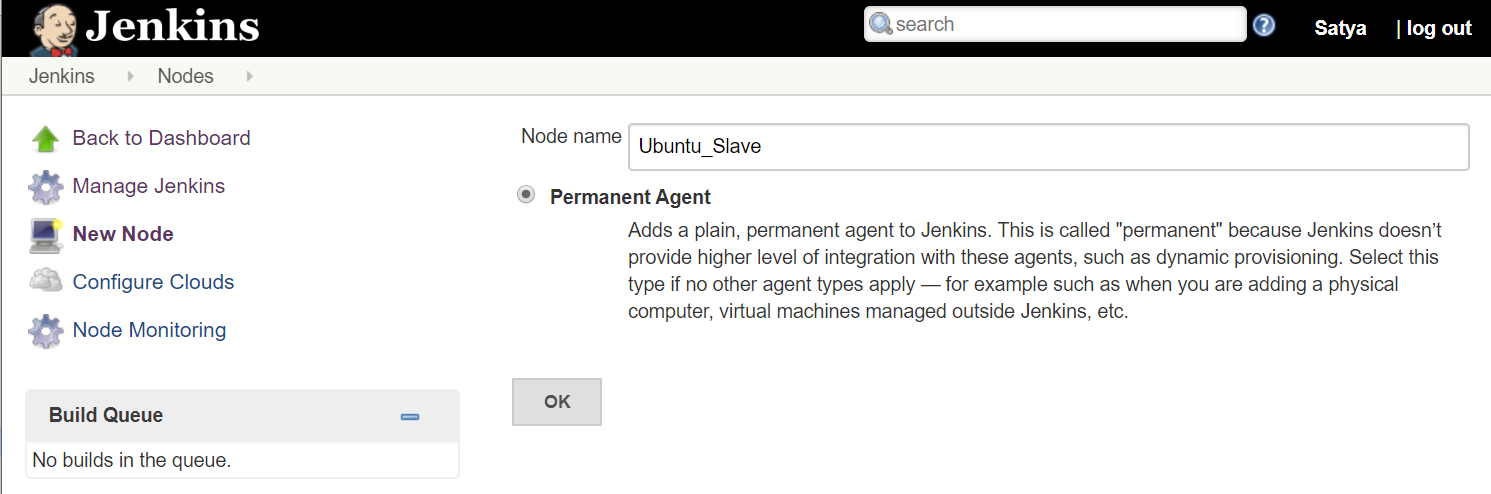 Jenkins
search
Satya
| log out
Jenkins
Nodes
Back to Dashboard
Manage Jenkins
New Node
Configure Clouds
Node Monitoring
Build Queue
No builds in the queue.
Node name
Ubuntu_Slave
Permanent Agent
Adds a plain, permanent agent to Jenkins. This is called "permanent" because Jenkins doesn’t
provide higher level of integration with these agents, such as dynamic provisioning. Select this
type if no other agent types apply — for example such as when you are adding a physical
computer, virtual machines managed outside Jenkins, etc.
OK